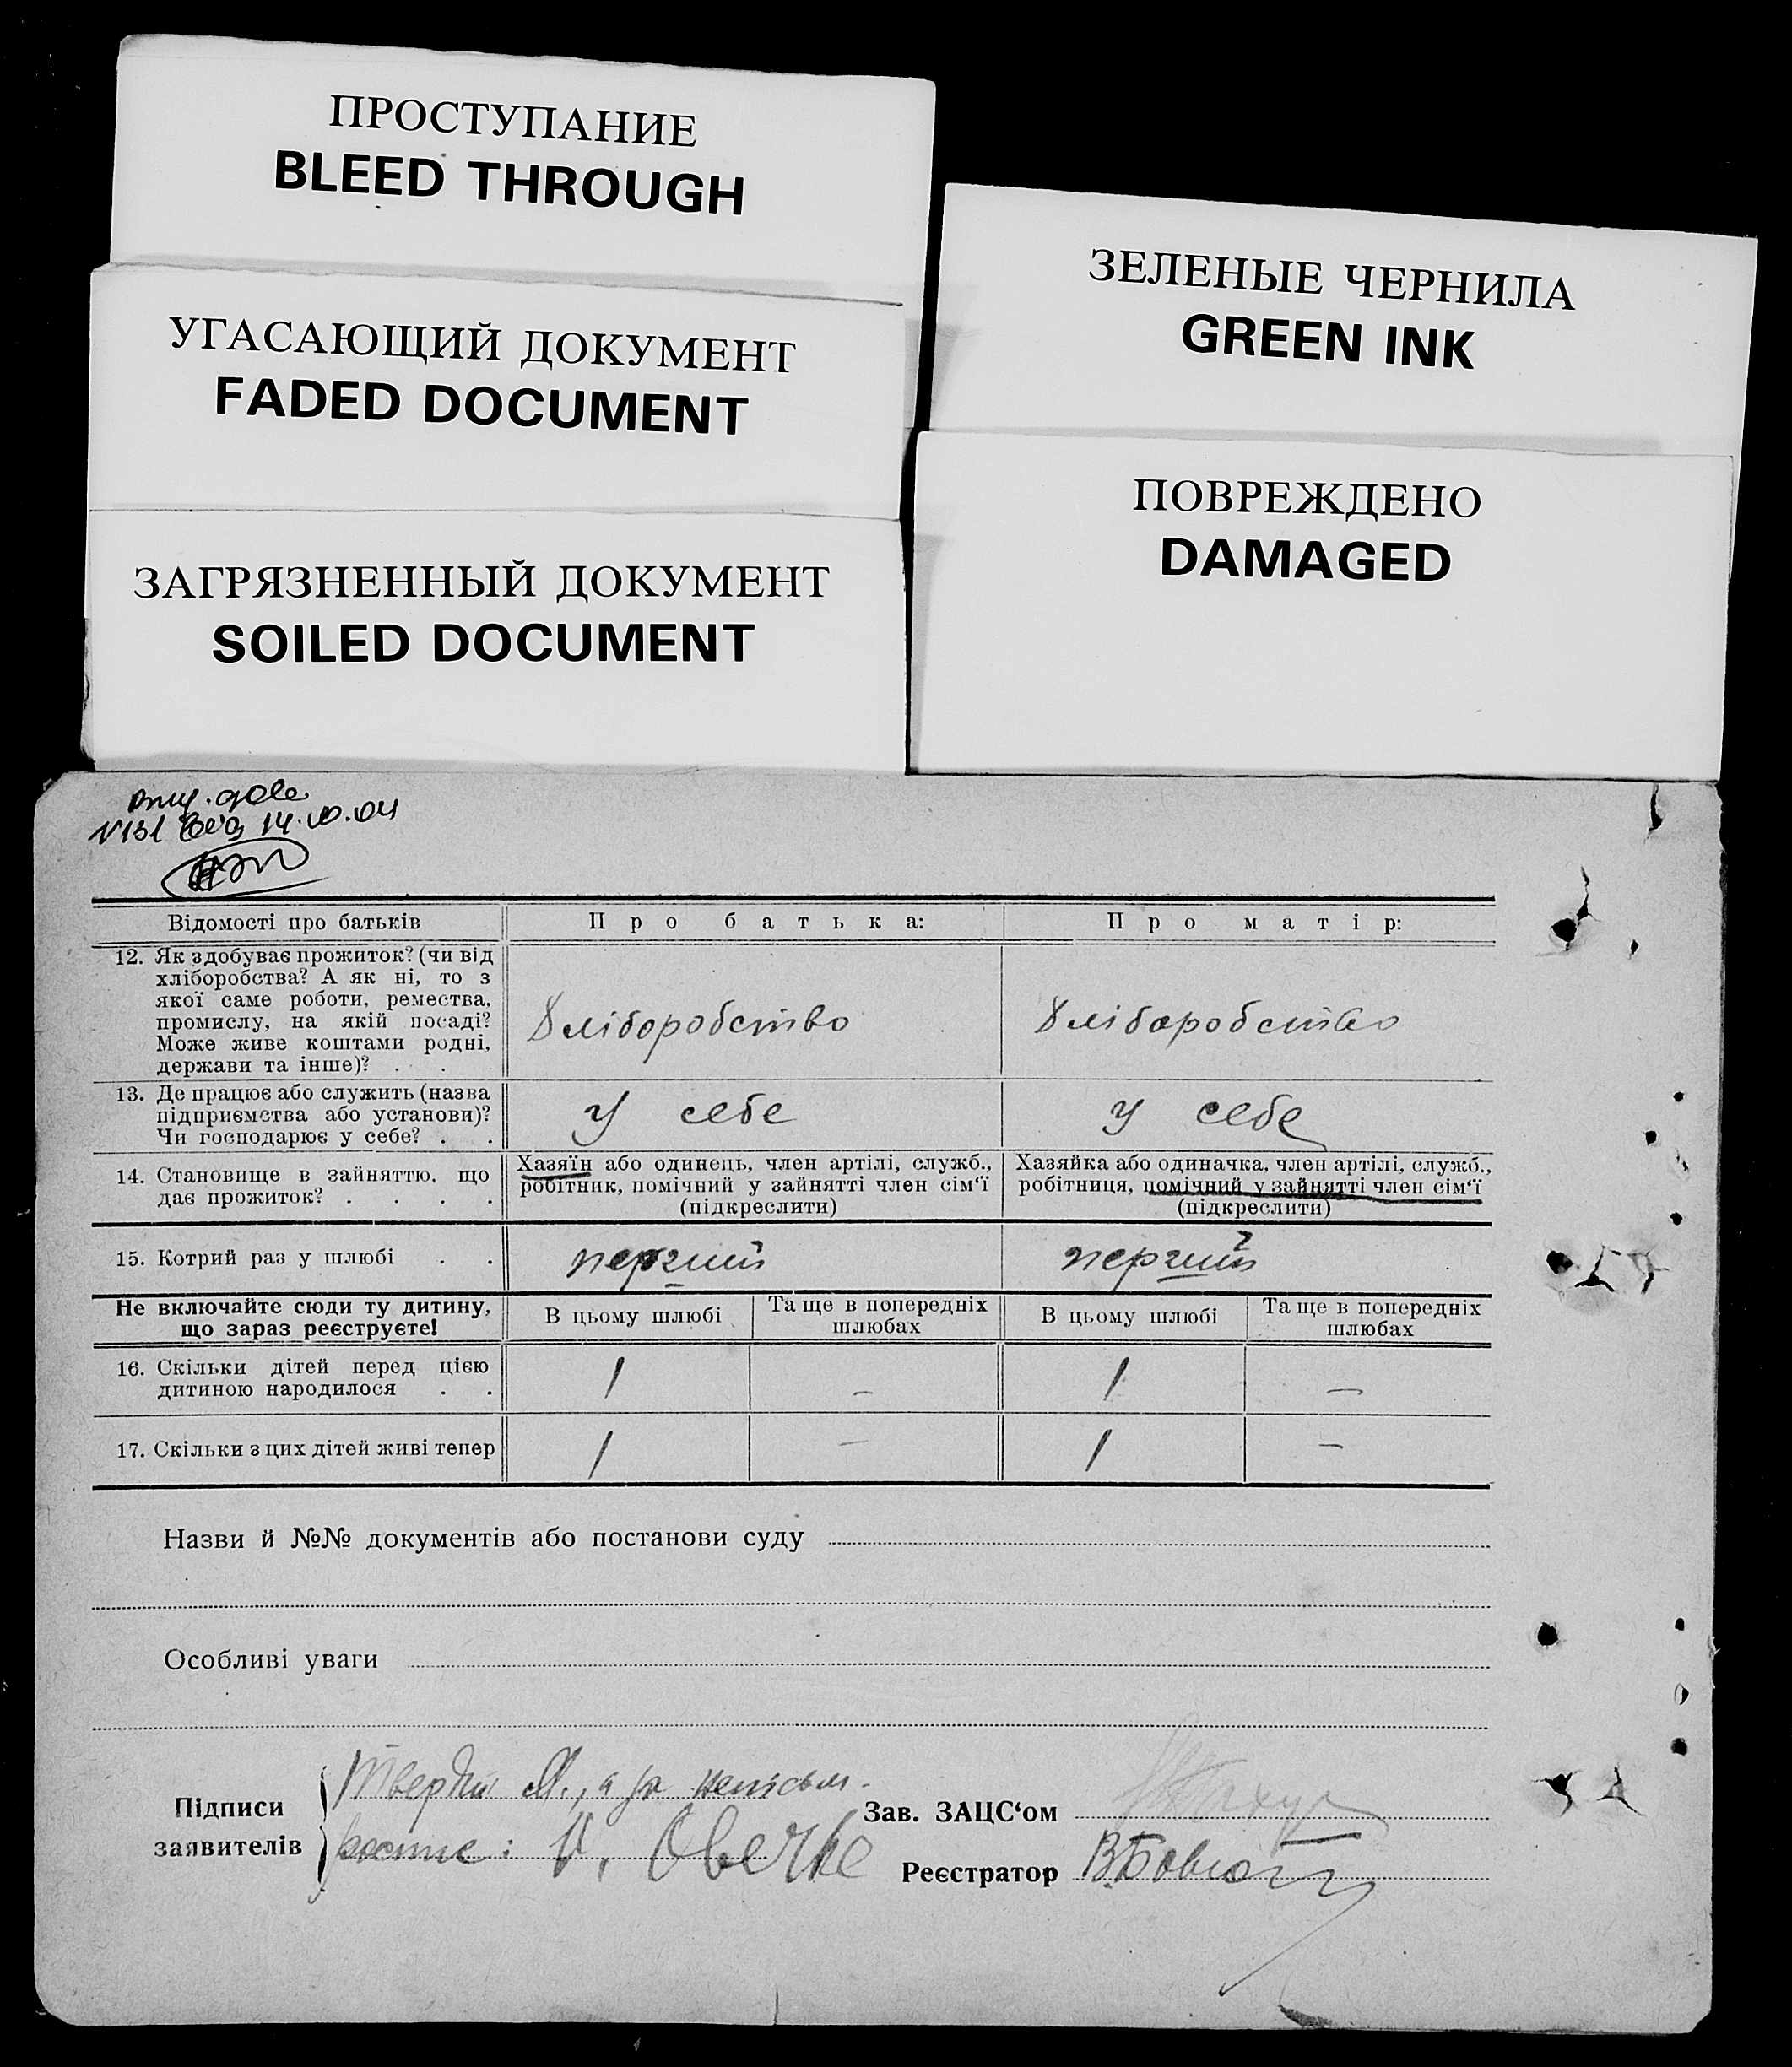 ПРОСТУПАНИЕ
BLEED THROUGH
УГАСАЮЩИЙ ДОКУМЕНТ
FADED DOCUMENT
ЗАГРЯЗНЕННЫЙ ДОКУМЕНТ
SOILED DOCUMENT
ЗЕЛЕНЫЕ ЧЕРНИЛА
GREEN INK
ПОВРЕЖДЕНО
DAMAGED
№131 14.10.04
Відомості про батьків
Про батька:
Про матір:
12. Як здобуває прожиток? (чи від
хліборобства? А як ні, то з
якої саме роботи, ремества,
промислу, на якій посаді?
Може живе коштами родні,
держави та інше)? . .
Хліборобство
Хліборобство
13. Де працює або служить (назва
підприємства або установи)?
Чи господарює у себе? . .
У себе
У себе
14. Становище в зайняттю, що
дає прожиток? . . . .
Хазяїн або одинець, член артілі, служб.,
робітник, помічний у зайнятті член сім‘ї
(підкреслити)
Хазяйка або одиначка, член артілі, служб.,
робітниця, помічний у зайнятті член сім‘ї
(підкреслити)
15. Котрий раз у шлюбі . .
перший
перший
Не включайте сюди ту дитину,
що зараз реєструєте!
В цьому шлюбі
Та ще в попередніх
шлюбах
В цьому шлюбі
Та ще в попередніх
шлюбах
16. Скільки дітей перед цією
дитиною народилося . .
1
—
1
—
17. Скільки з цих дітей живі тепер
1
—
1
—
Назви й №№ документів або постанови суду
Особливі уваги
Підписи
заявителів
Твердий М., а за неписьм.
Зав. ЗАЦС‘ом
Реєстратор